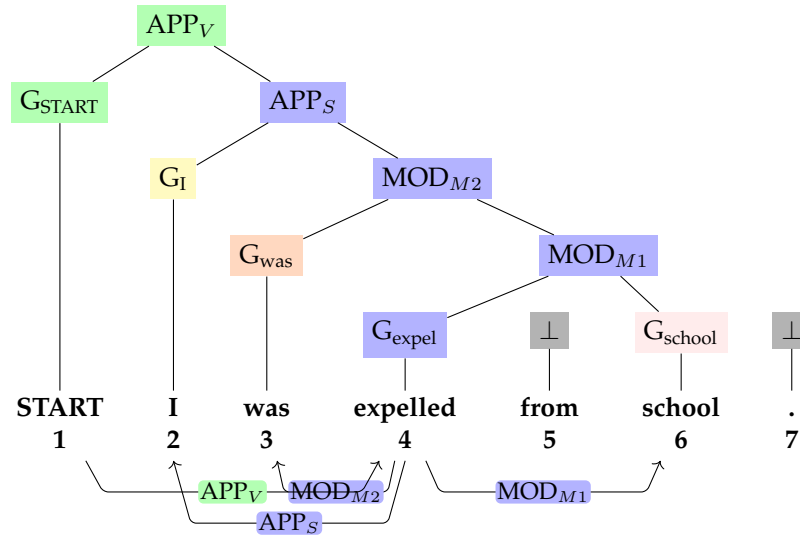 APP_V
G_START APP_S
G_I MOD_M2
G_was MOD_M1
G_expel ⊥ G_school ⊥
START I was expelled from school .
1 2 3 4 5 6 7
APP_V MOD_M2 MOD_M1
APP_S